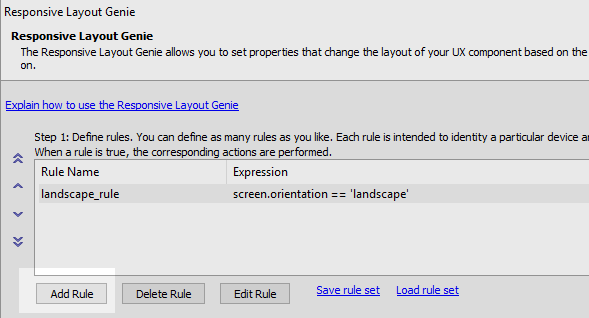 Responsive Layout Genie
Responsive Layout Genie
The Responsive Layout Genie allows you to set properties that change the layout of your UX component based on the
on.
Explain how to use the Responsive Layout Genie
Step 1: Define rules. You can define as many rules as you like. Each rule is intended to identity a particular device a
When a rule is true, the corresponding actions are performed.
Rule Name Expression
landscape_rule screen.orientation == 'landscape'
Add Rule Delete Rule Edit Rule Save rule set Load rule set